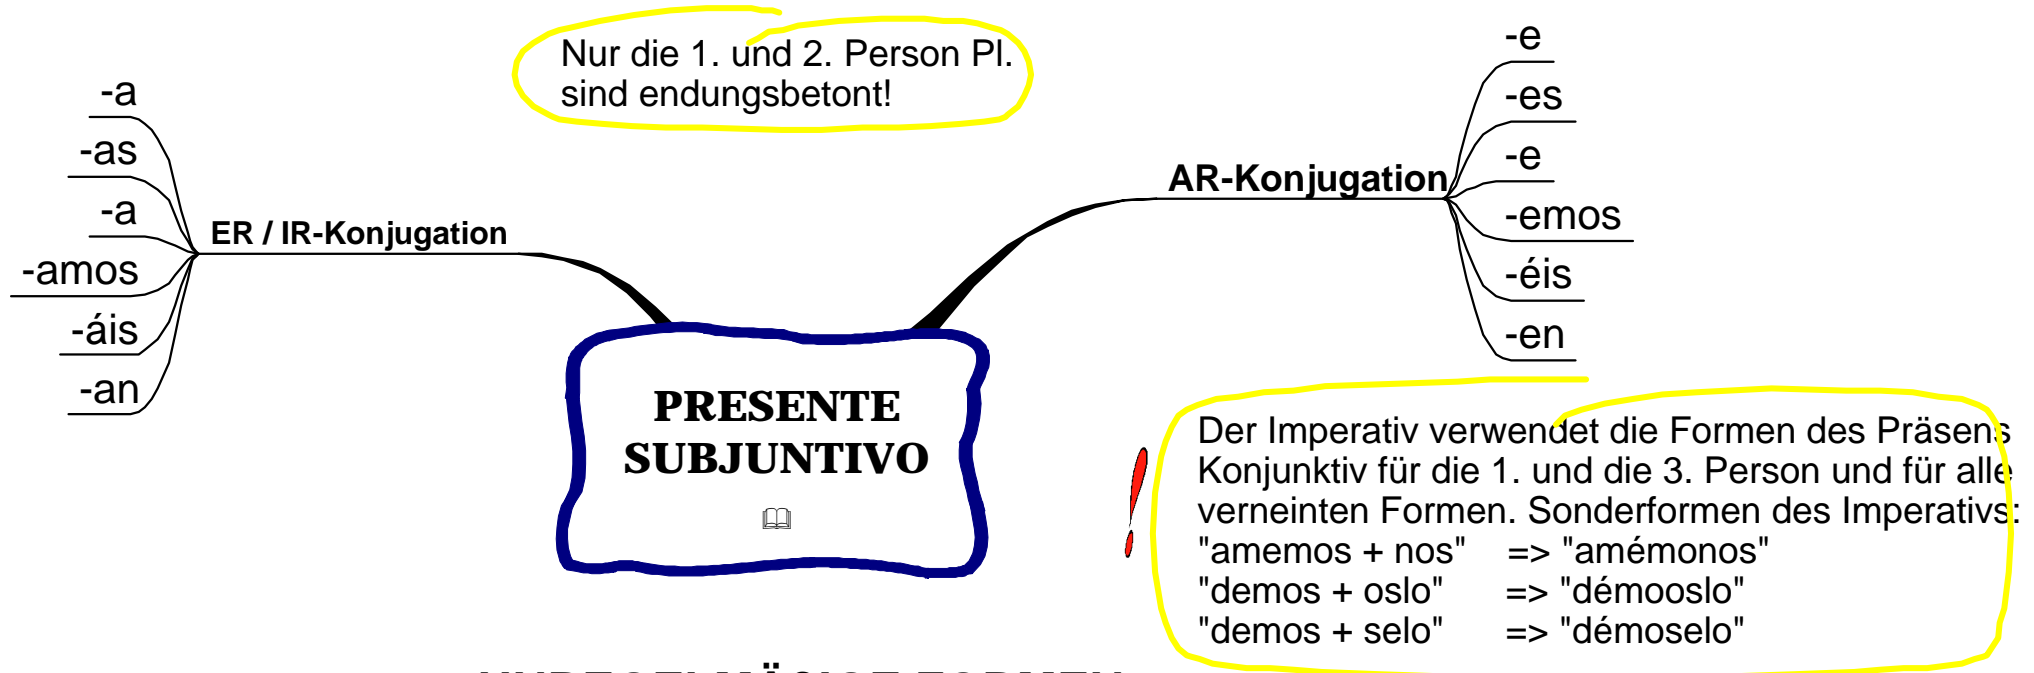 Nur die 1. und 2. Person Pl.
sind endungsbetont!
-a
-as
-a
-amos
-áis
-an
ER / IR-Konjugation
AR-Konjugation
-e
-es
-e
-emos
-éis
-en
PRESENTE
SUBJUNTIVO
Der Imperativ verwendet die Formen des Präsens
Konjunktiv für die 1. und die 3. Person und für alle
verneinten Formen. Sonderformen des Imperativs:
"amemos + nos" => "amémonos"
"demos + oslo" => "démooslo"
"demos + selo" => "démoselo"